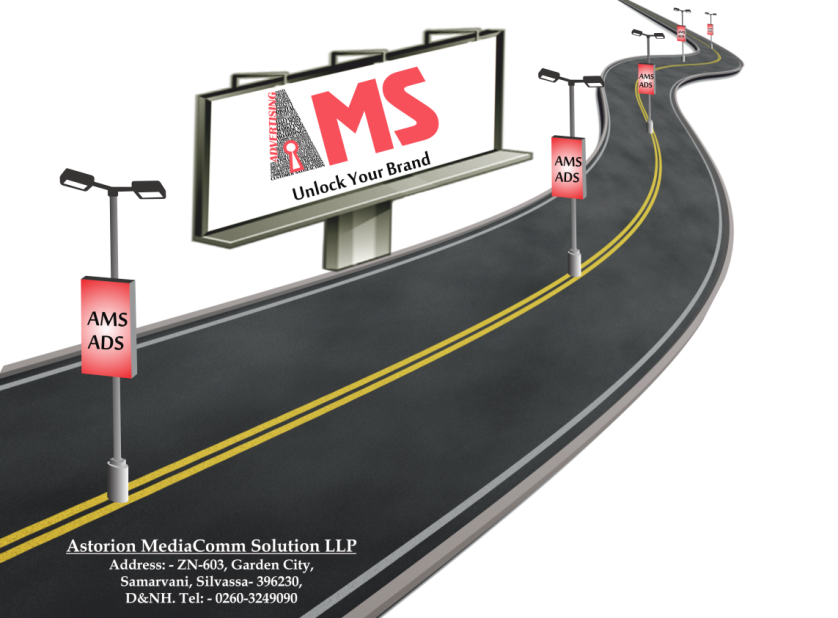 ADVERTISING
AMS
Unlock Your Brand
AMS
ADS
AMS
ADS
AMS
ADS
Astorion MediaComm Solution LLP
Address: - ZN-603, Garden City,
Samarvani, Silvassa- 396230,
D&NH. Tel: - 0260-3249090